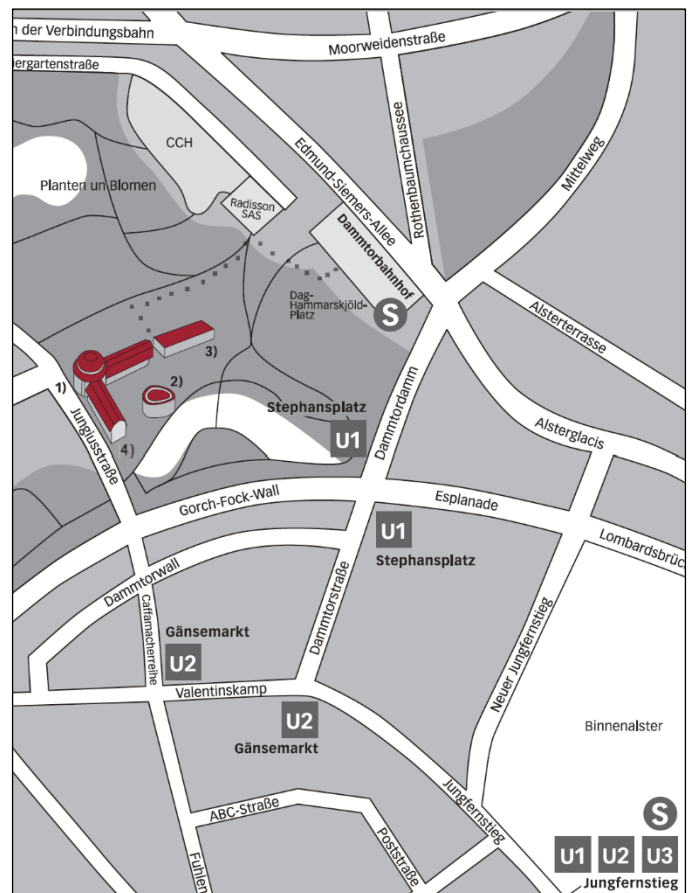 n der Verbindungsbahn
Moorweidenstraße
iergartenstraße
CCH
Rothenbaumchaussee
Mittelweg
Edmund-Siemers-Allee
Planten un Blomen
Radisson
SAS
Dammtorbahnhof
Dag-
Hammarskjöld-
Platz
S
Alsterterrasse
3)
1)
2)
4)
Jungiusstraße
Stephansplatz
U1
Dammtordamm
Alsterglacis
Gorch-Fock-Wall
Esplanade
U1
Stephansplatz
Lombardsbrüc
Dammtorwall
Caffamacherreihe
Dammtorstraße
Neuer Jungfernstieg
Gänsemarkt
U2
Valentinskamp
U2
Gänsemarkt
Binnenalster
Jungfernstieg
ABC-Straße
Poststraße
Fuhlen
S
U1 U2 U3
Jungfernstieg